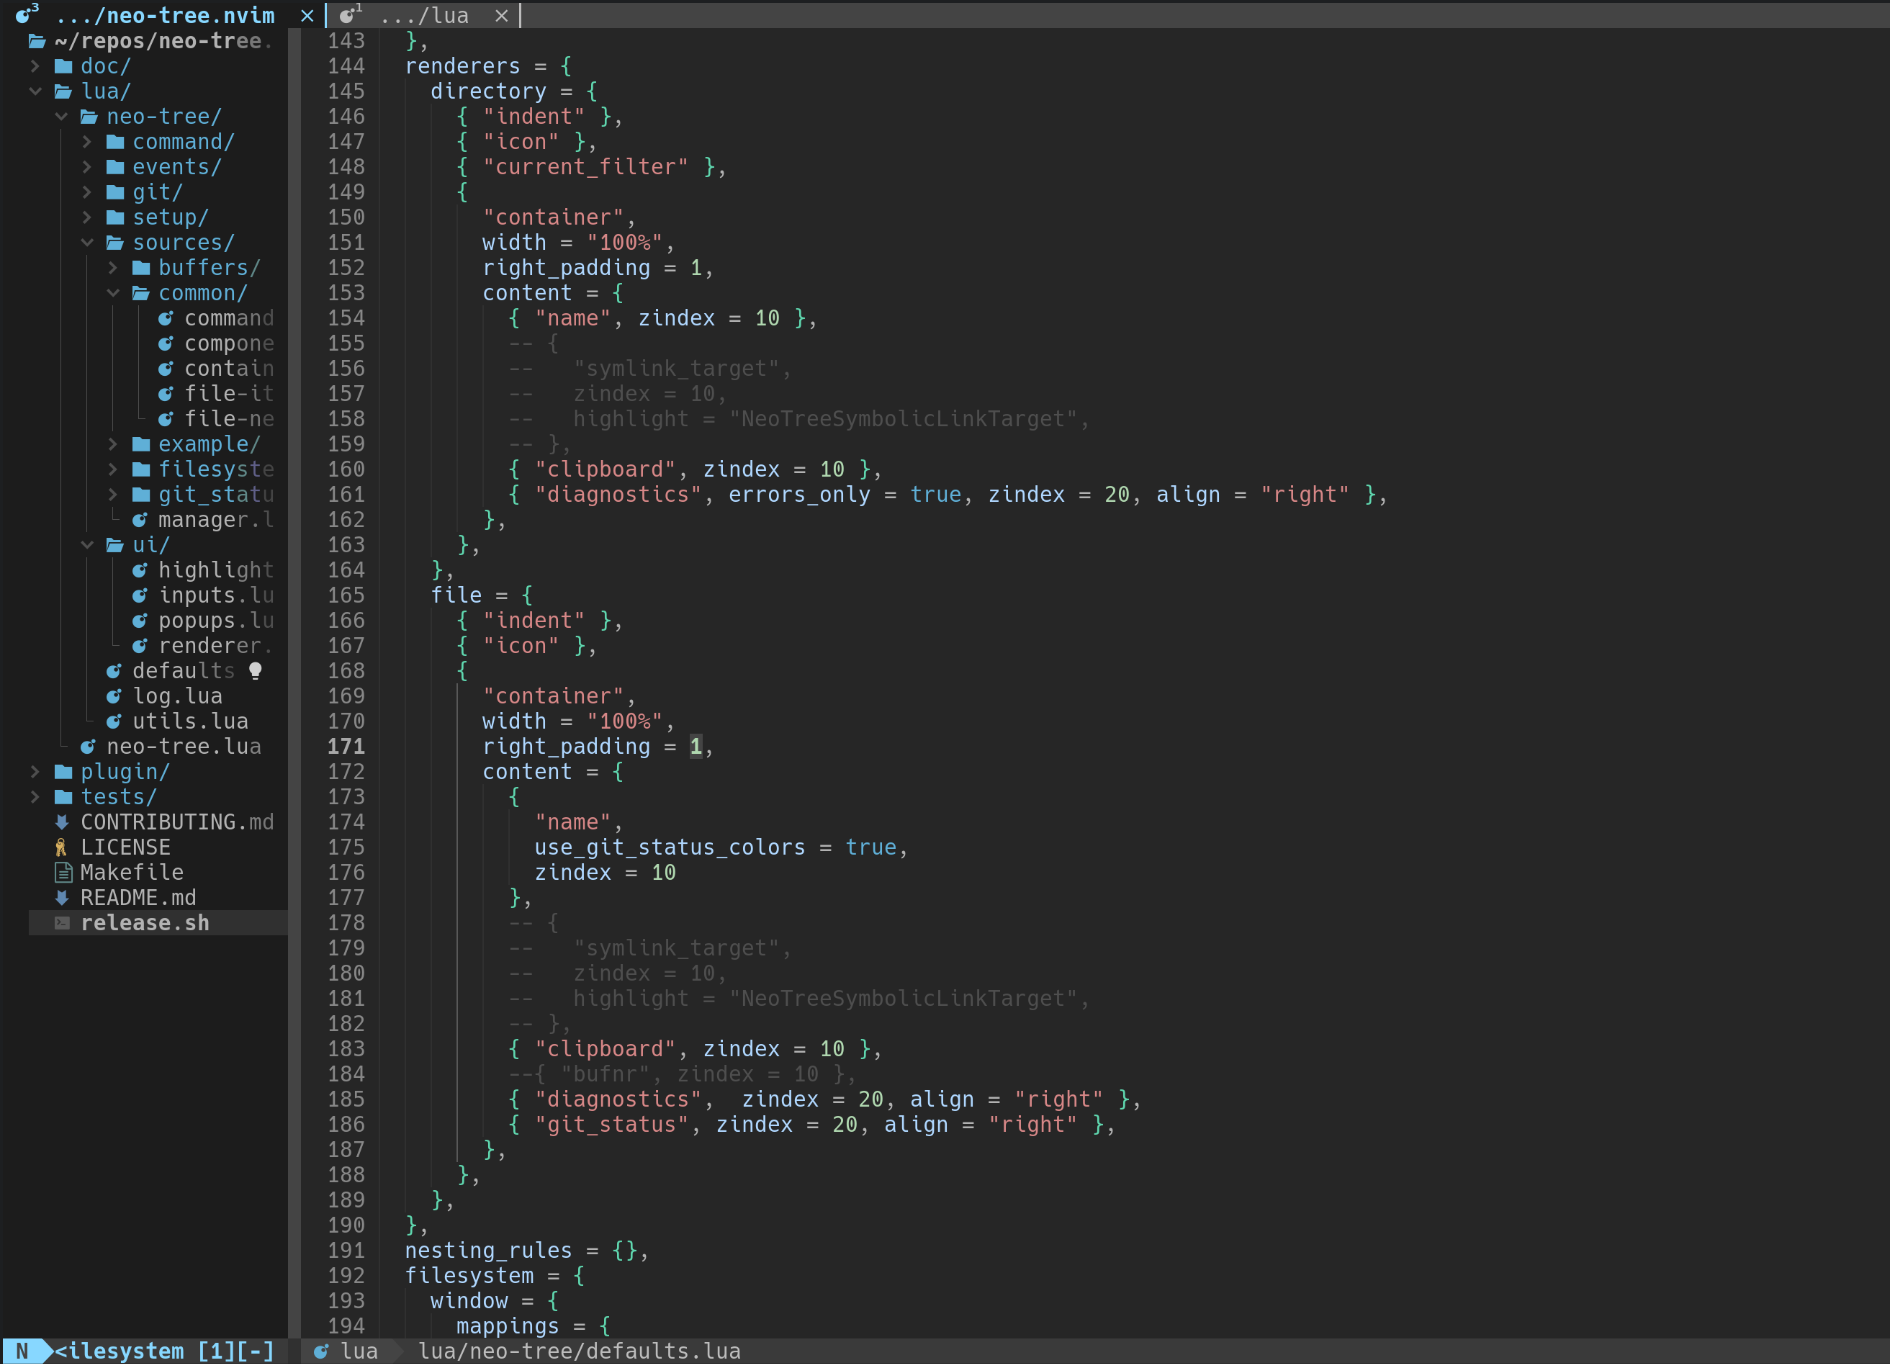 3 .../neo-tree.nvim × 1 .../lua ×
~/repos/neo-tree.
doc/
lua/
neo-tree/
command/
events/
git/
setup/
sources/
buffers/
common/
command
compone
contain
file-it
file-ne
example/
filesyste
git_statu
manager.l
ui/
highlight
inputs.lu
popups.lu
renderer.
defaults
log.lua
utils.lua
neo-tree.lua
plugin/
tests/
CONTRIBUTING.md
LICENSE
Makefile
README.md
release.sh
N <ilesystem [1][-]
143 },
144 renderers = {
145 directory = {
146 { "indent" },
147 { "icon" },
148 { "current_filter" },
149 {
150 "container",
151 width = "100%",
152 right_padding = 1,
153 content = {
154 { "name", zindex = 10 },
155 -- {
156 -- "symlink_target",
157 -- zindex = 10,
158 -- highlight = "NeoTreeSymbolicLinkTarget",
159 -- },
160 { "clipboard", zindex = 10 },
161 { "diagnostics", errors_only = true, zindex = 20, align = "right" },
162 },
163 },
164 },
165 file = {
166 { "indent" },
167 { "icon" },
168 {
169 "container",
170 width = "100%",
171 right_padding = 1,
172 content = {
173 {
174 "name",
175 use_git_status_colors = true,
176 zindex = 10
177 },
178 -- {
179 -- "symlink_target",
180 -- zindex = 10,
181 -- highlight = "NeoTreeSymbolicLinkTarget",
182 -- },
183 { "clipboard", zindex = 10 },
184 --{ "bufnr", zindex = 10 },
185 { "diagnostics",  zindex = 20, align = "right" },
186 { "git_status", zindex = 20, align = "right" },
187 },
188 },
189 },
190 },
191 nesting_rules = {},
192 filesystem = {
193 window = {
194 mappings = {
lua lua/neo-tree/defaults.lua